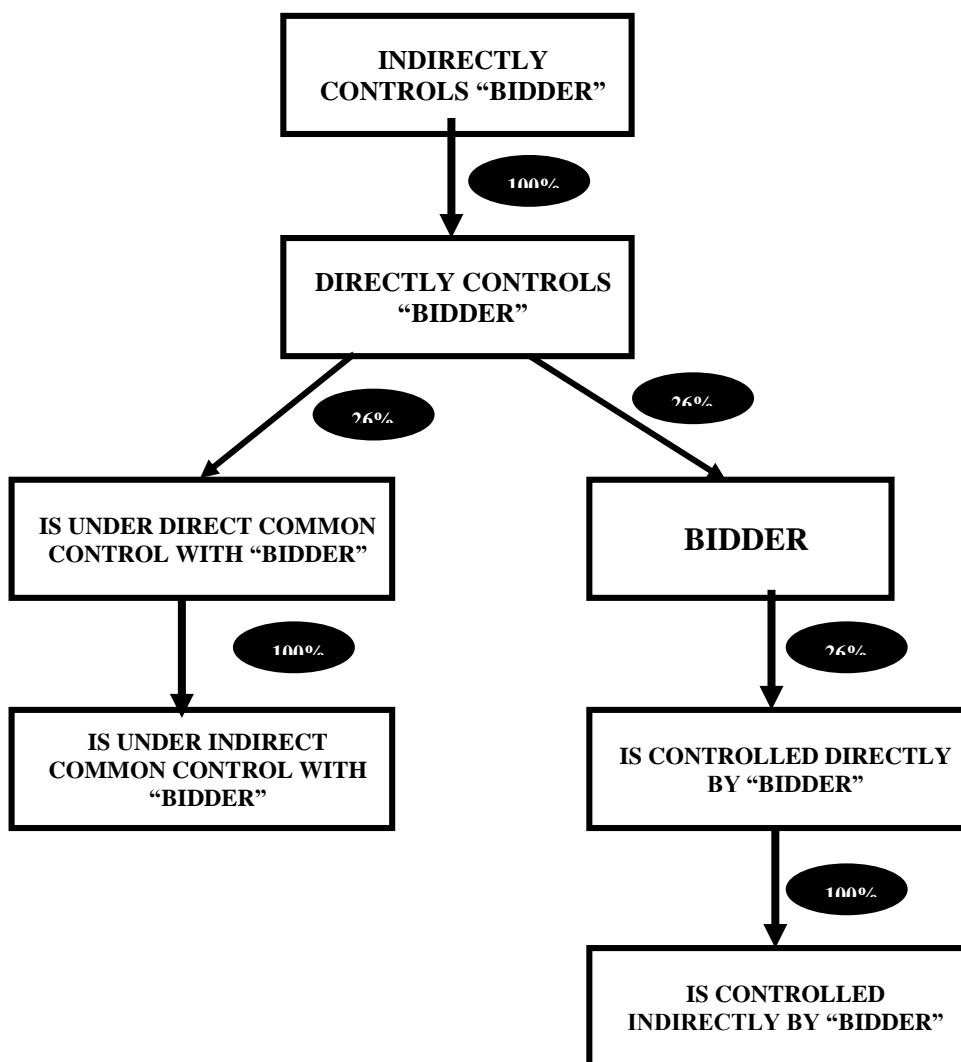 INDIRECTLY
CONTROLS “BIDDER”
100%
DIRECTLY CONTROLS
“BIDDER”
26%
26%
IS UNDER DIRECT COMMON
CONTROL WITH “BIDDER”
BIDDER
100%
26%
IS UNDER INDIRECT
COMMON CONTROL WITH
“BIDDER”
IS CONTROLLED DIRECTLY
BY “BIDDER”
100%
IS CONTROLLED
INDIRECTLY BY “BIDDER”